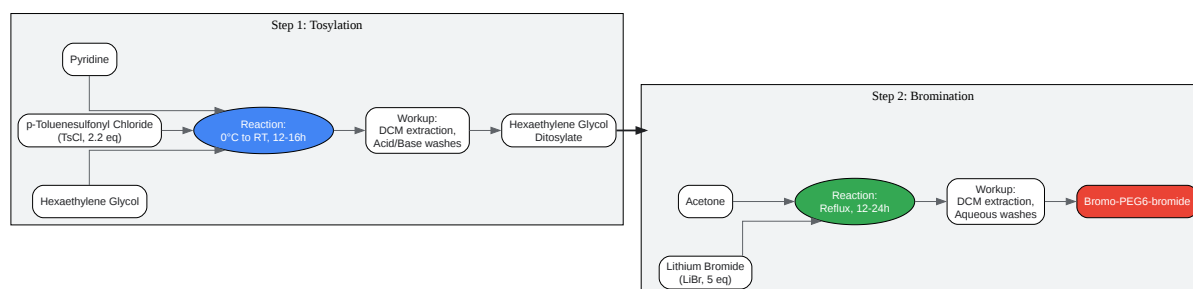 Step 1: Tosylation
Pyridine
p-Toluenesulfonyl Chloride
(TsCl, 2.2 eq)
Hexaethylene Glycol
Reaction:
0°C to RT, 12-16h
Workup:
DCM extraction,
Acid/Base washes
Hexaethylene Glycol
Ditosylate
Step 2: Bromination
Acetone
Lithium Bromide
(LiBr, 5 eq)
Reaction:
Reflux, 12-24h
Workup:
DCM extraction,
Aqueous washes
Bromo-PEG6-bromide